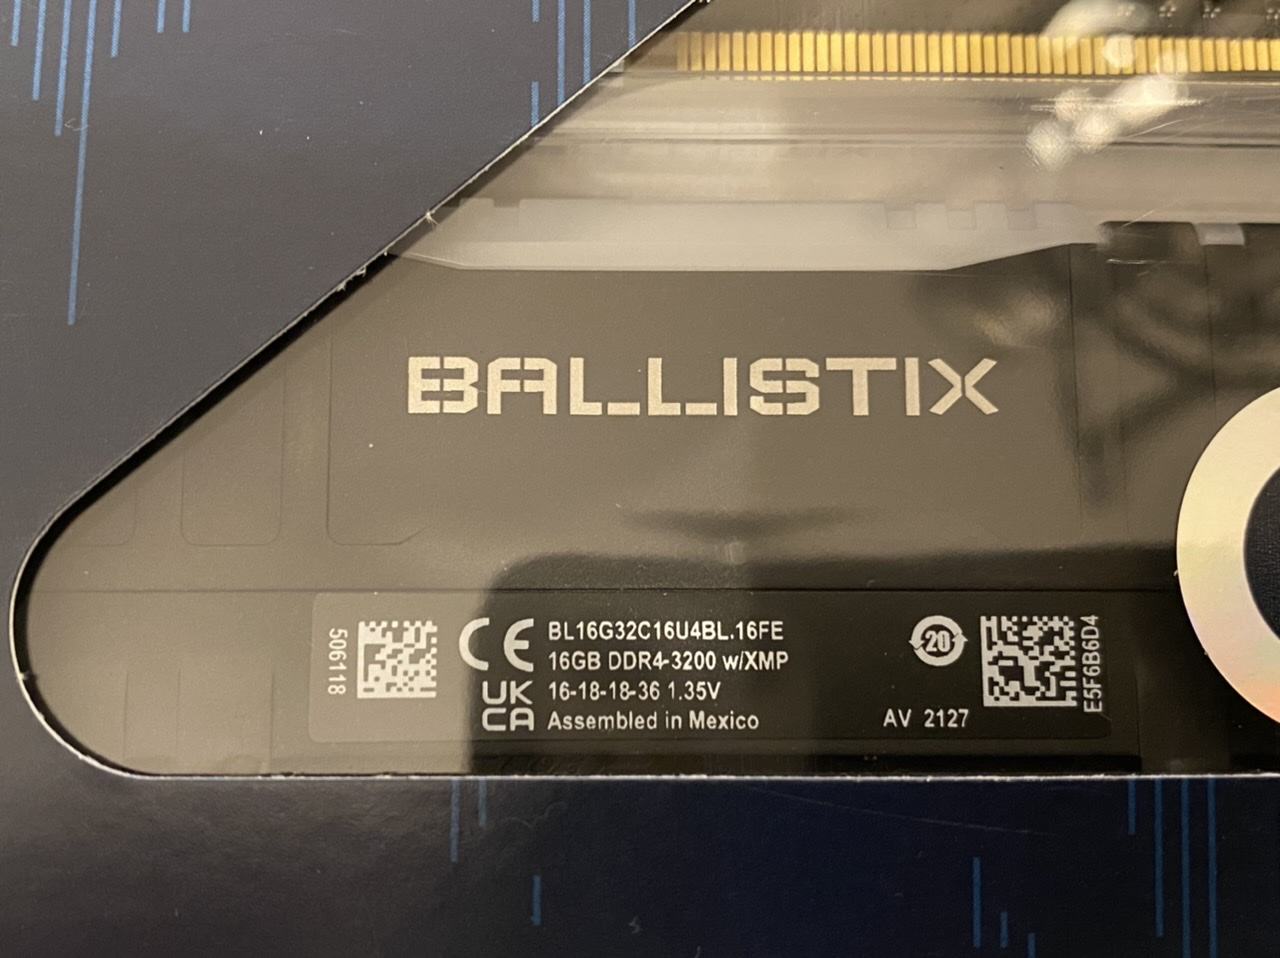 BALLISTIX
506118
CE
UK
CA
BL16G32C16U4BL.16FE
16GB DDR4-3200 w/XMP
16-18-18-36 1.35V
Assembled in Mexico
20
AV 2127
E5F6B6D4